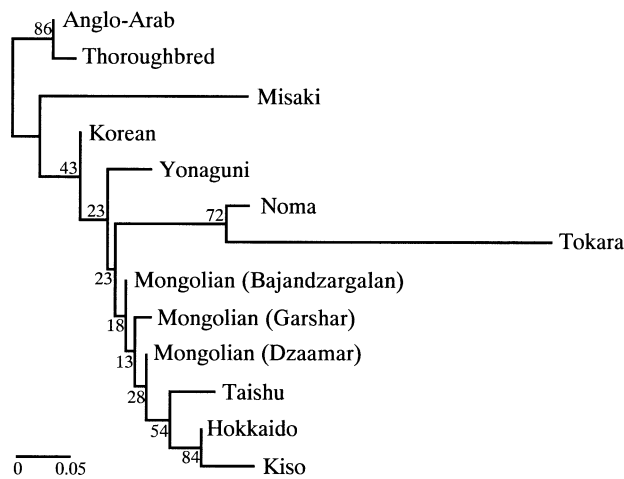 86 Anglo-Arab
Thoroughbred
Misaki
Korean
43
Yonaguni
23
72 Noma
Tokara
23
Mongolian (Bajandzargalan)
18
Mongolian (Garshar)
13
Mongolian (Dzaamar)
28
Taishu
54
Hokkaido
84
Kiso
0 0.05